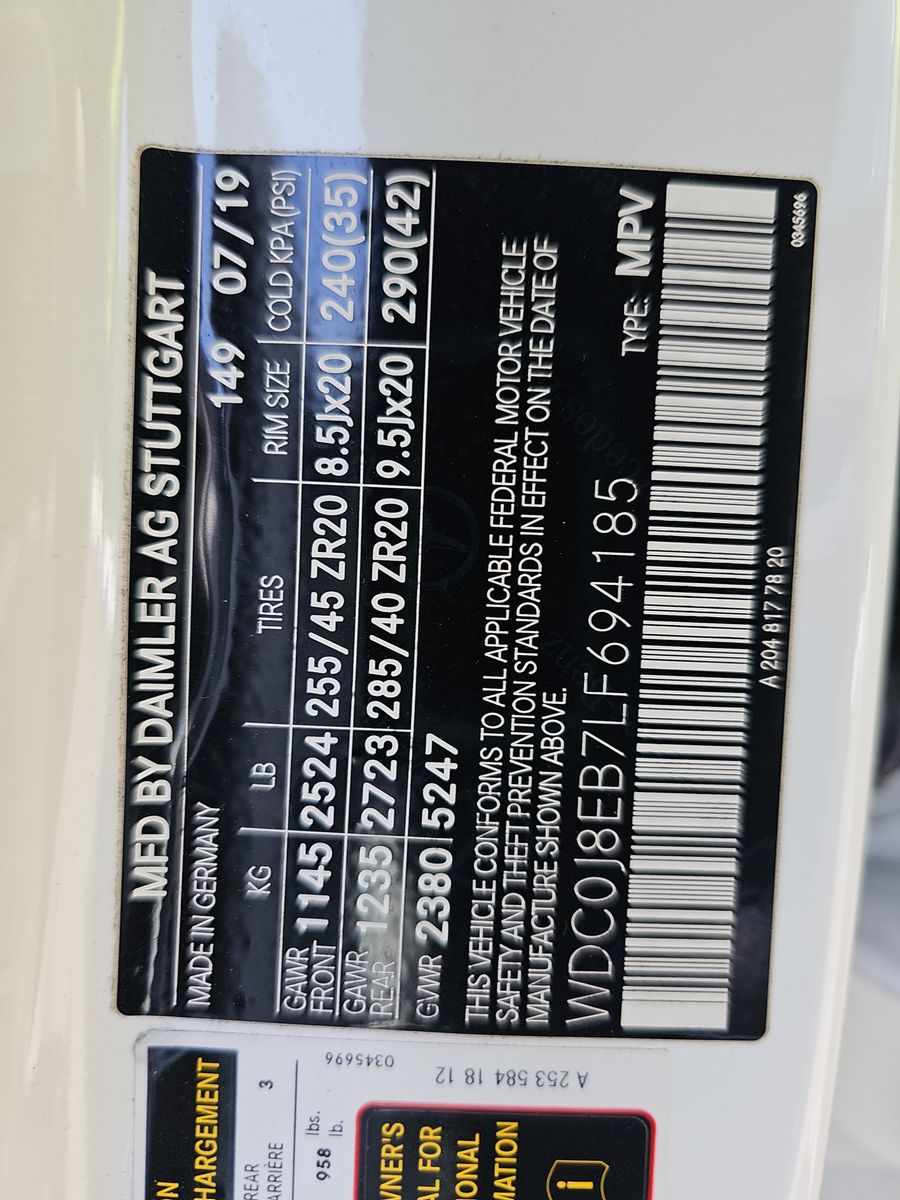 MFD BY DAIMLER AG STUTTGART
MADE IN GERMANY 149 07/19
KG LB TIRES RIM SIZE COLD KPA(PSI)
GAWR FRONT 1145 2524 255/45 ZR20 8.5Jx20 240(35)
GAWR REAR 1235 2723 285/40 ZR20 9.5Jx20 290(42)
GVWR 2380 5247
THIS VEHICLE CONFORMS TO ALL APPLICABLE FEDERAL MOTOR VEHICLE
SAFETY AND THEFT PREVENTION STANDARDS IN EFFECT ON THE DATE OF
MANUFACTURE SHOWN ABOVE.
WDC0J8EB7LF694185 TYPE: MPV
A 204 817 78 20
0345696
HARGEMENT
REAR
ARRIÈRE 3
958 lbs.
lb.
0345696
A 253 584 18 12
WNER'S
AL FOR
IONAL
MATION